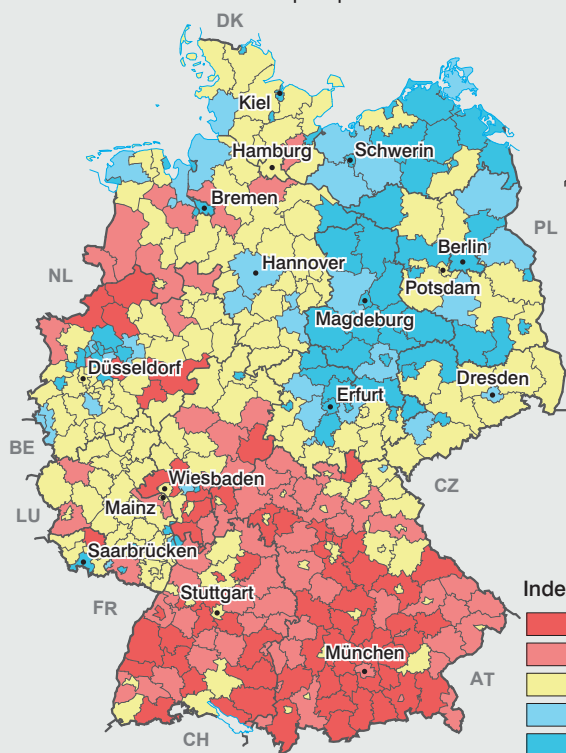 DK
Kiel
Hamburg
Schwerin
Bremen
Berlin
PL
Hannover
NL
Potsdam
Magdeburg
Düsseldorf
Dresden
Erfurt
BE
Wiesbaden
CZ
Mainz
LU
Saarbrücken
Inde
FR
Stuttgart
München
AT
CH